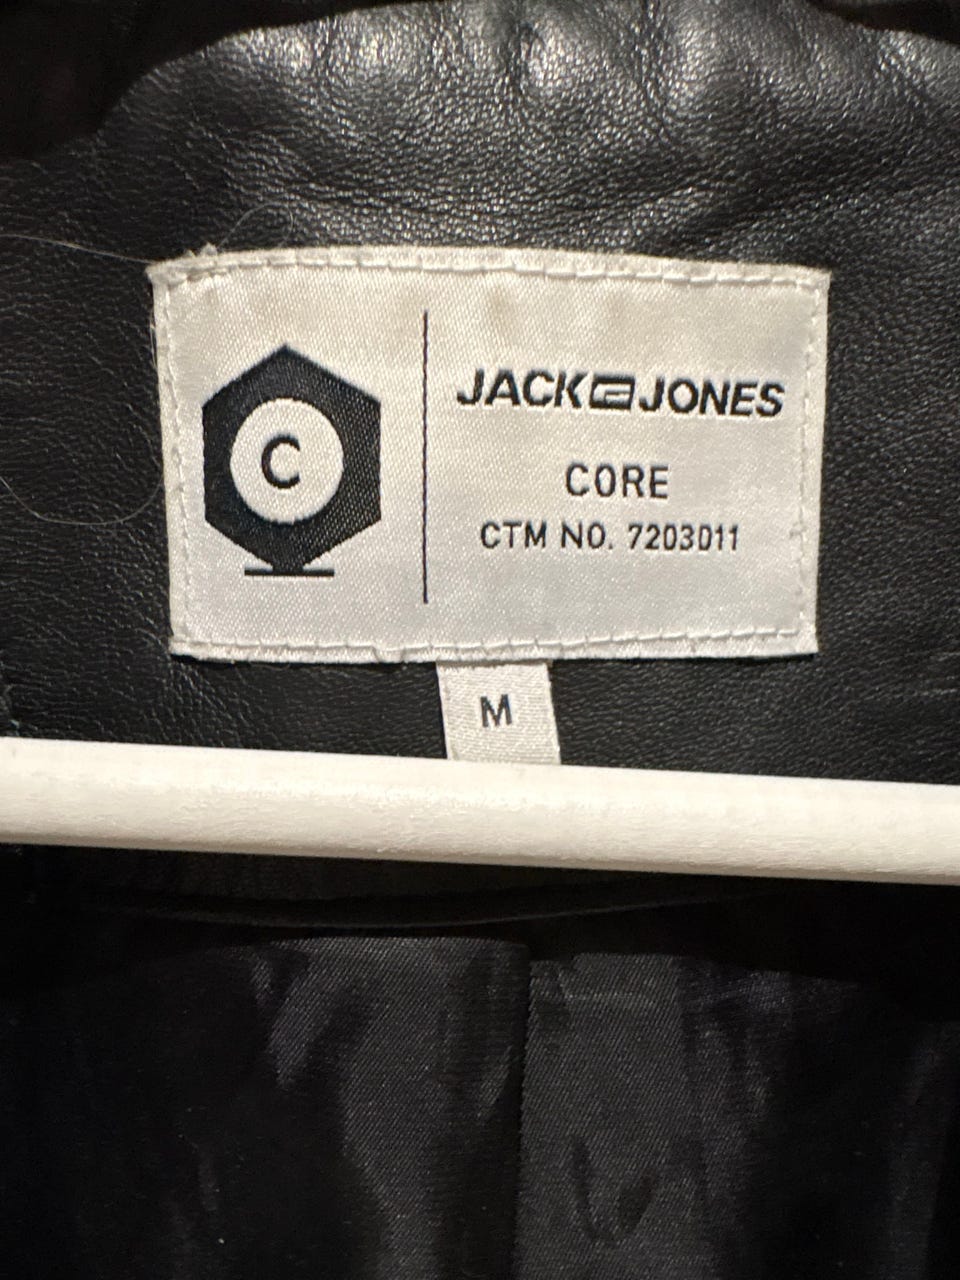 C
JACK & JONES
CORE
CTM NO. 7203011
M